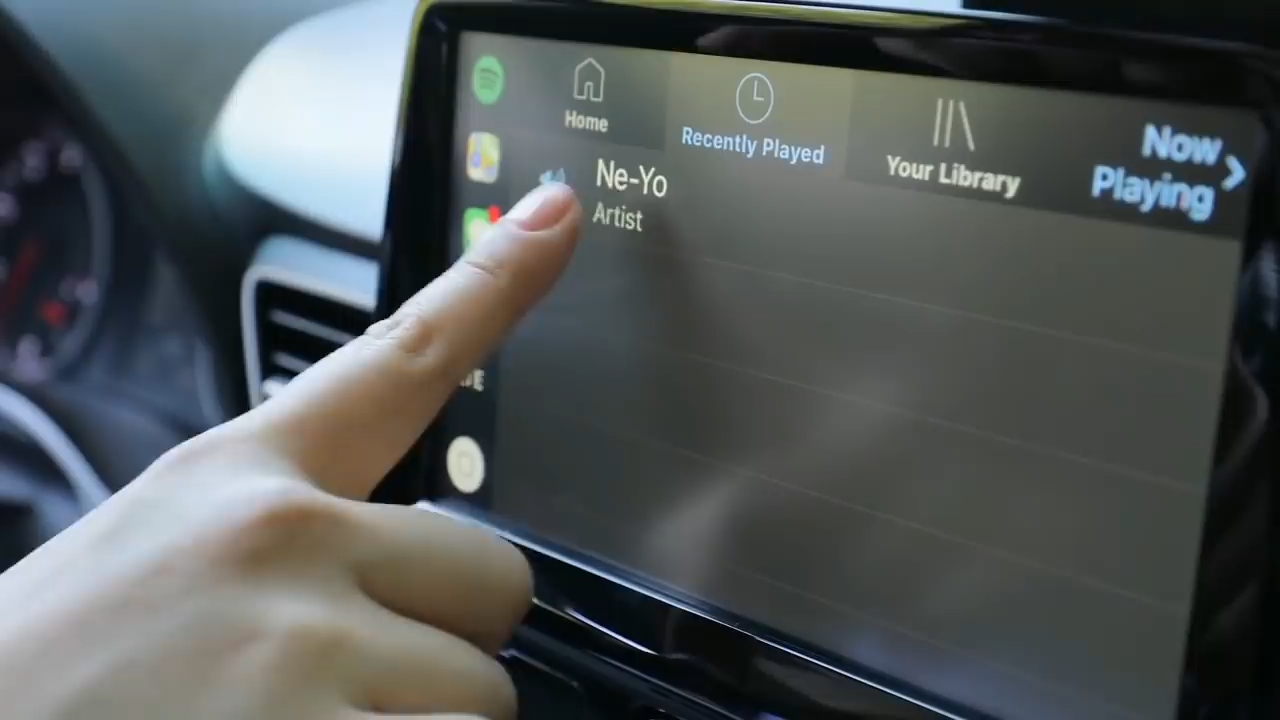 Home
Recently Played
Your Library
Now
Playing
Ne-Yo
Artist